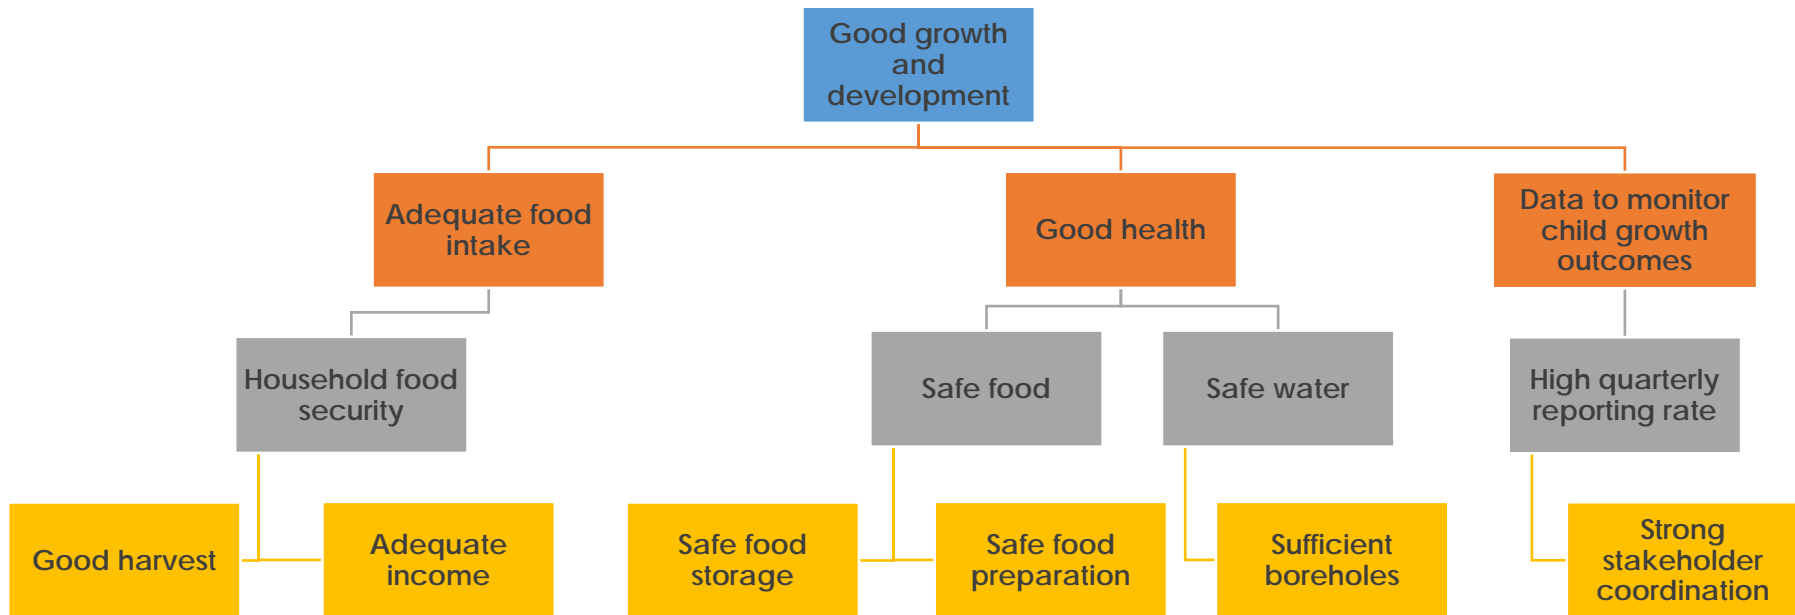 Good growth
and
development
Adequate food
intake
Good health
Data to monitor
child growth
outcomes
Household food
security
Safe food
Safe water
High quarterly
reporting rate
Good harvest
Adequate
income
Safe food
storage
Safe food
preparation
Sufficient
boreholes
Strong
stakeholder
coordination